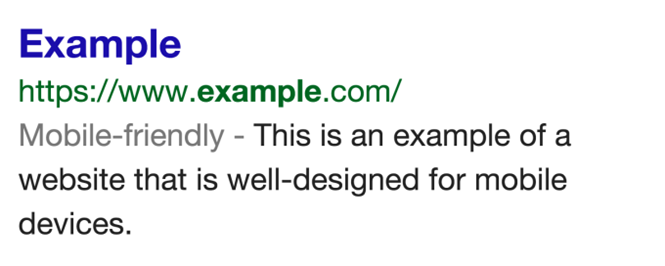 Example
https://www.example.com/
Mobile-friendly - This is an example of a
website that is well-designed for mobile
devices.